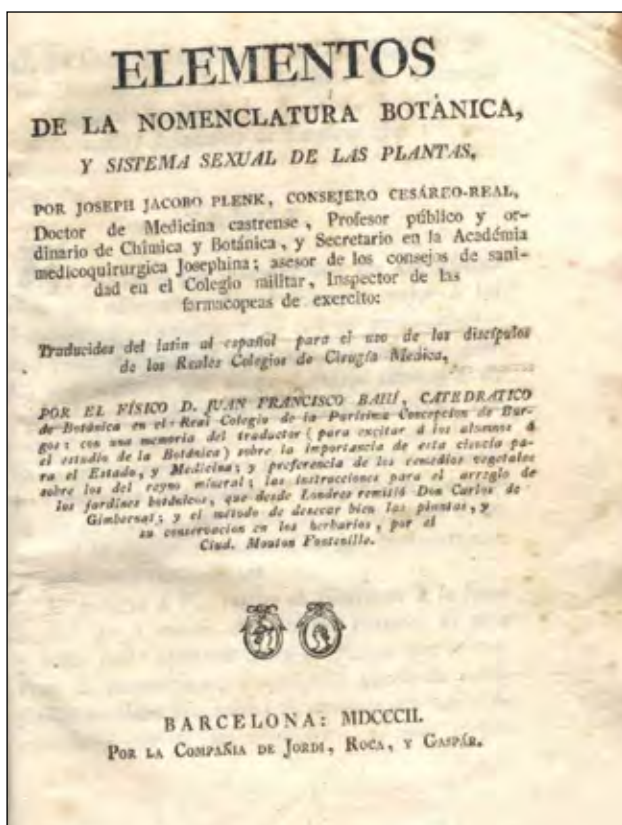 ELEMENTOS
DE LA NOMENCLATURA BOTÁNICA,
Y SISTEMA SEXUAL DE LAS PLANTAS,
POR JOSEPH JACOBO PLENK, CONSEJERO CESÁREO-REAL,
Doctor de Medicina castrense, Profesor público y or-
dinario de Chîmica y Botánica, y Secretario en la Académia
medicoquirurgica Josephina; asesor de los consejos de sani-
dad en el Colegio militar, Inspector de las
farmacopeas de exercito:
Traducidos del latin al español para el uso de los discípulos
de los Reales Colegios de Cirugía Medica,
POR EL FÍSICO D. JUAN FRANCISCO BAHÍ, CATEDRATICO
de Botánica en el Real Colegio de la Purísima Concepcion de Bur-
gos: con una memoria del traductor (para excitar á los alumnos á
el estudio de la Botánica) sobre la importancia de esta ciencia pa-
ra el Estado, y Medicina; y preferencia de los remedios vegetales
sobre los del reyno mineral; las instrucciones para el arreglo de
los jardines botánicos, que desde Londres remitió Don Carlos de
Gimbernat; y el método de desecar bien las plantas, y
su conservacion en los herbarios, por el
Ciud. Mouton Fontenille.
BARCELONA: MDCCCII.
POR LA COMPAÑIA DE JORDI, ROCA, Y GASPÁR.